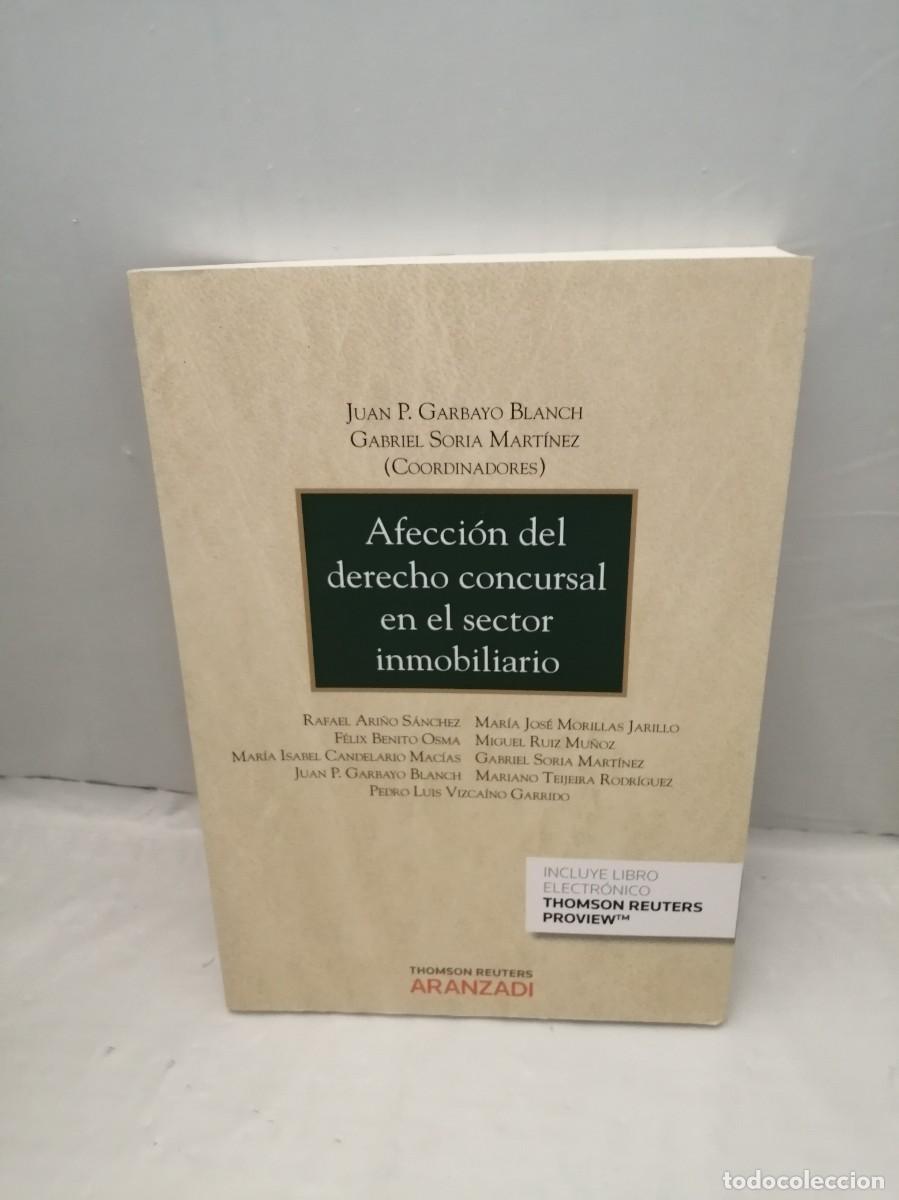 JUAN P. GARBAYO BLANCH
GABRIEL SORIA MARTÍNEZ
(COORDINADORES)
Afección del
derecho concursal
en el sector
inmobiliario
RAFAEL ARIÑO SÁNCHEZ MARÍA JOSÉ MORILLAS JARILLO
FÉLIX BENITO OSMA MIGUEL RUIZ MUÑOZ
MARÍA ISABEL CANDELARIO MACÍAS GABRIEL SORIA MARTÍNEZ
JUAN P. GARBAYO BLANCH MARIANO TEIJEIRA RODRÍGUEZ
PEDRO LUIS VIZCAÍNO GARRIDO
INCLUYE LIBRO
ELECTRÓNICO
THOMSON REUTERS
PROVIEW™
THOMSON REUTERS
ARANZADI
todocoleccion